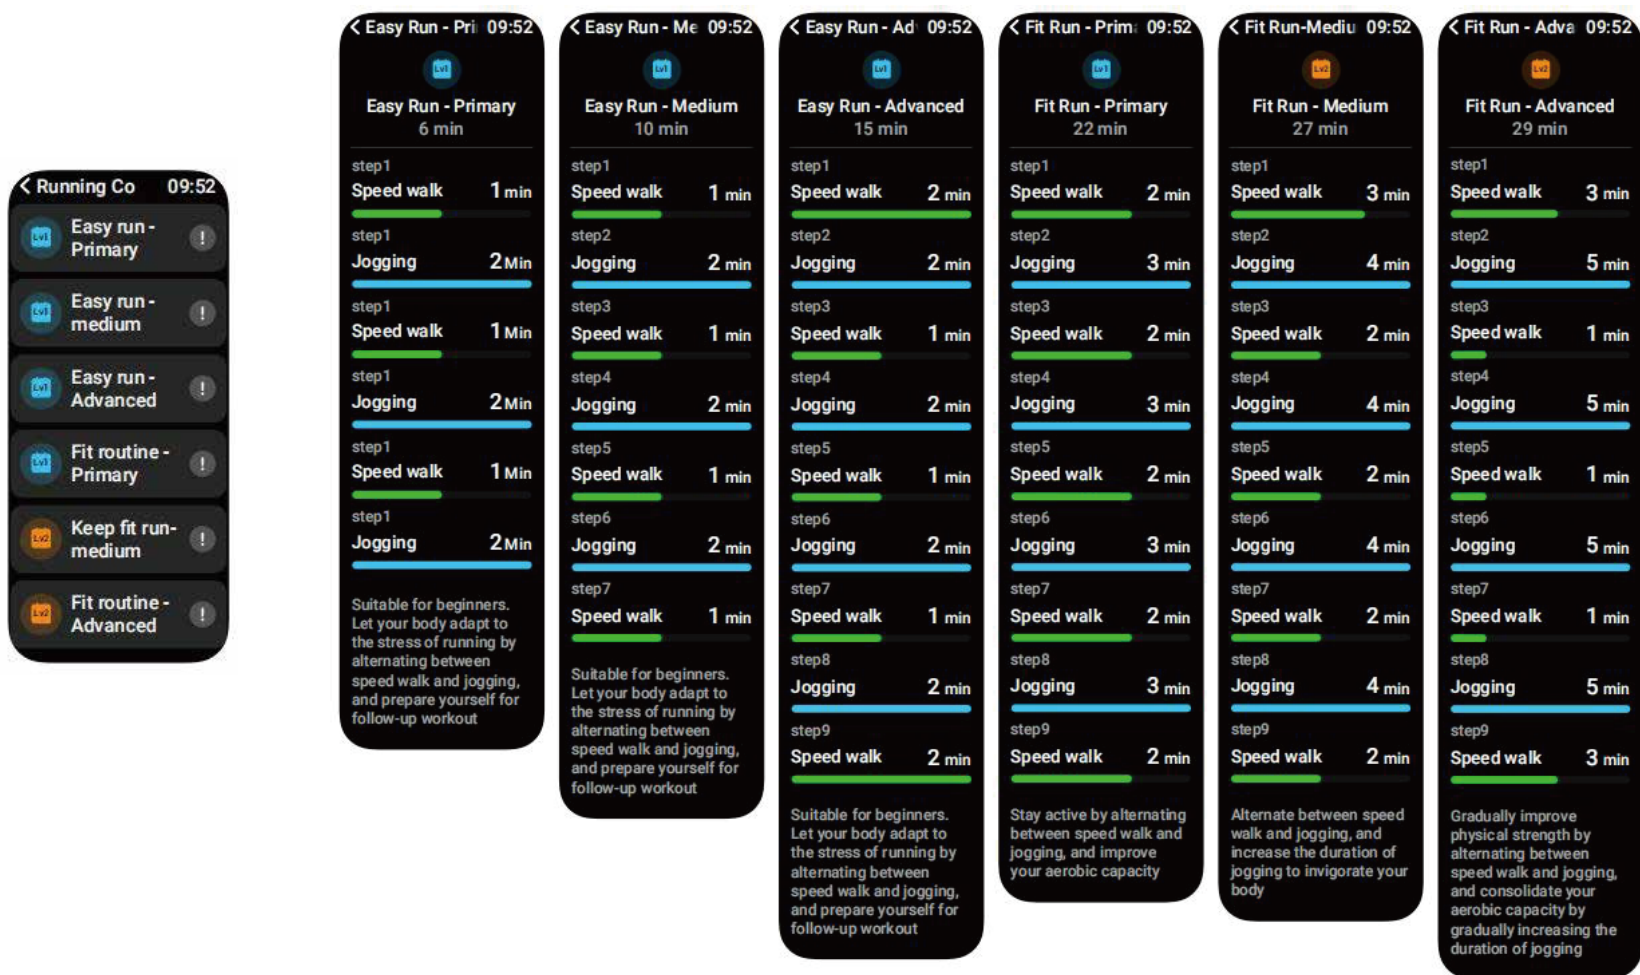 Running Co 09:52
Lv1
Easy run -
Primary
!
Lv1
Easy run -
medium
!
Lv1
Easy run -
Advanced
!
Lv1
Fit routine -
Primary
!
Lv2
Keep fit run-
medium
!
Lv2
Fit routine -
Advanced
!
Easy Run - Pri 09:52
Lv1
Easy Run - Primary
6 min
step1
Speed walk 1 min
step1
Jogging 2 Min
step1
Speed walk 1 Min
step1
Jogging 2 Min
step1
Speed walk 1 Min
step1
Jogging 2 Min
Suitable for beginners.
Let your body adapt to
the stress of running by
alternating between
speed walk and jogging,
and prepare yourself for
follow-up workout
Easy Run - Me 09:52
Lv1
Easy Run - Medium
10 min
step1
Speed walk 1 min
step2
Jogging 2 min
step3
Speed walk 1 min
step4
Jogging 2 min
step5
Speed walk 1 min
step6
Jogging 2 min
step7
Speed walk 1 min
Suitable for beginners.
Let your body adapt to
the stress of running by
alternating between
speed walk and jogging,
and prepare yourself for
follow-up workout
Easy Run - Ad 09:52
Lv1
Easy Run - Advanced
15 min
step1
Speed walk 2 min
step2
Jogging 2 min
step3
Speed walk 1 min
step4
Jogging 2 min
step5
Speed walk 1 min
step6
Jogging 2 min
step7
Speed walk 1 min
step8
Jogging 2 min
step9
Speed walk 2 min
Suitable for beginners.
Let your body adapt to
the stress of running by
alternating between
speed walk and jogging,
and prepare yourself for
follow-up workout
Fit Run - Prim 09:52
Lv1
Fit Run - Primary
22 min
step1
Speed walk 2 min
step2
Jogging 3 min
step3
Speed walk 2 min
step4
Jogging 3 min
step5
Speed walk 2 min
step6
Jogging 3 min
step7
Speed walk 2 min
step8
Jogging 3 min
step9
Speed walk 2 min
Stay active by alternating
between speed walk and
jogging, and improve
your aerobic capacity
Fit Run-Mediu 09:52
Lv2
Fit Run - Medium
27 min
step1
Speed walk 3 min
step2
Jogging 4 min
step3
Speed walk 2 min
step4
Jogging 4 min
step5
Speed walk 2 min
step6
Jogging 4 min
step7
Speed walk 2 min
step8
Jogging 4 min
step9
Speed walk 2 min
Alternate between speed
walk and jogging, and
increase the duration of
jogging to invigorate your
body
Fit Run - Adva 09:52
Lv2
Fit Run - Advanced
29 min
step1
Speed walk 3 min
step2
Jogging 5 min
step3
Speed walk 1 min
step4
Jogging 5 min
step5
Speed walk 1 min
step6
Jogging 5 min
step7
Speed walk 1 min
step8
Jogging 5 min
step9
Speed walk 3 min
Gradually improve
physical strength by
alternating between
speed walk and jogging,
and consolidate your
aerobic capacity by
gradually increasing the
duration of jogging